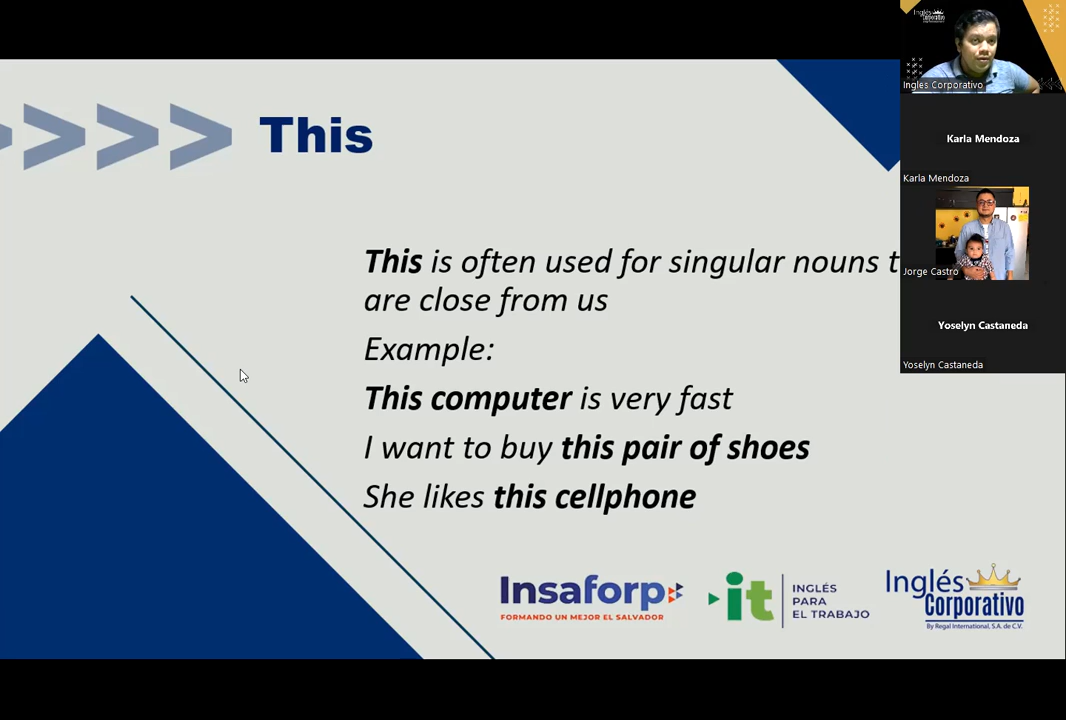 This
This is often used for singular nouns t
are close from us
Example:
This computer is very fast
I want to buy this pair of shoes
She likes this cellphone
Insaforp
FORMANDO UN MEJOR EL SALVADOR
it
INGLÉS
PARA
EL TRABAJO
Inglés
Corporativo
By Regal International, S.A. de C.V.
Inglés
Corporativo
Ingles Corporativo
Karla Mendoza
Karla Mendoza
Jorge Castro
Yoselyn Castaneda
Yoselyn Castaneda